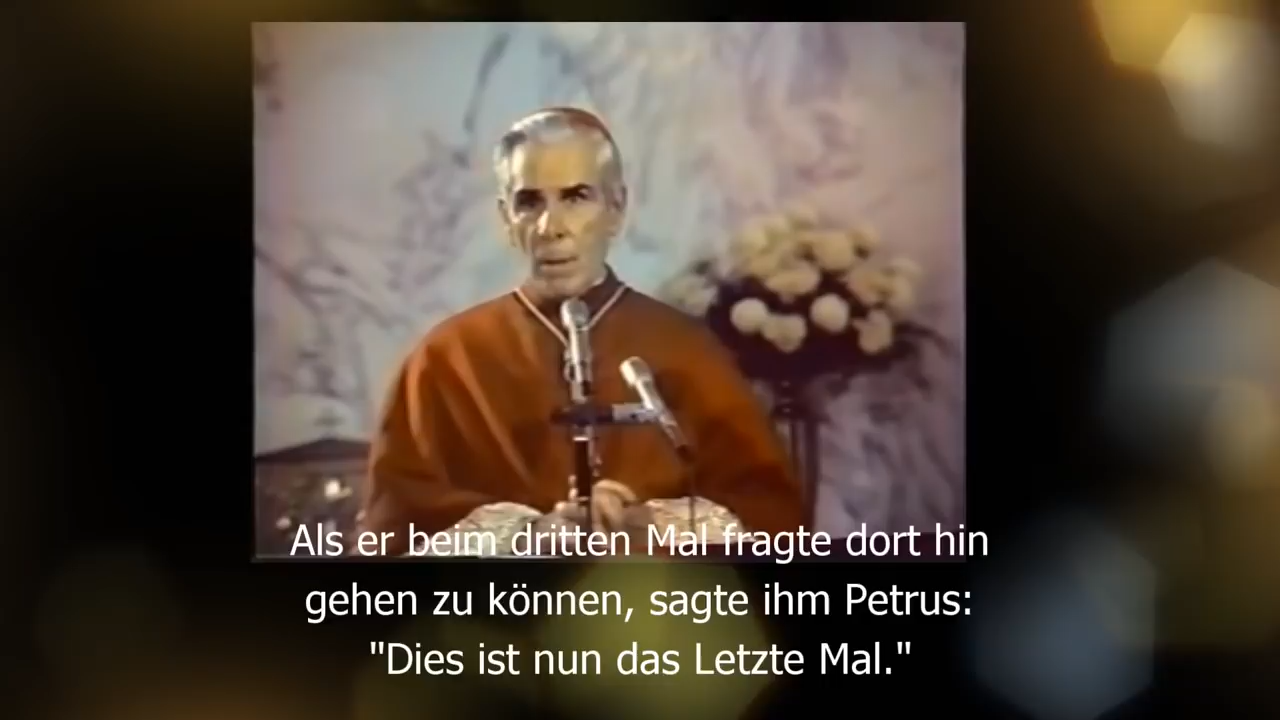 Als er beim dritten Mal fragte dort hin
gehen zu können, sagte ihm Petrus:
"Dies ist nun das Letzte Mal."